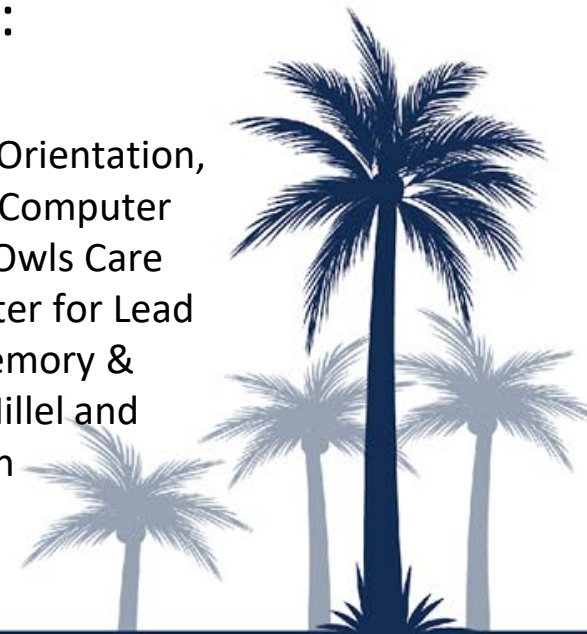 :
Orientation,
Computer
Owls Care
ter for Lead
emory &
Hillel and
n